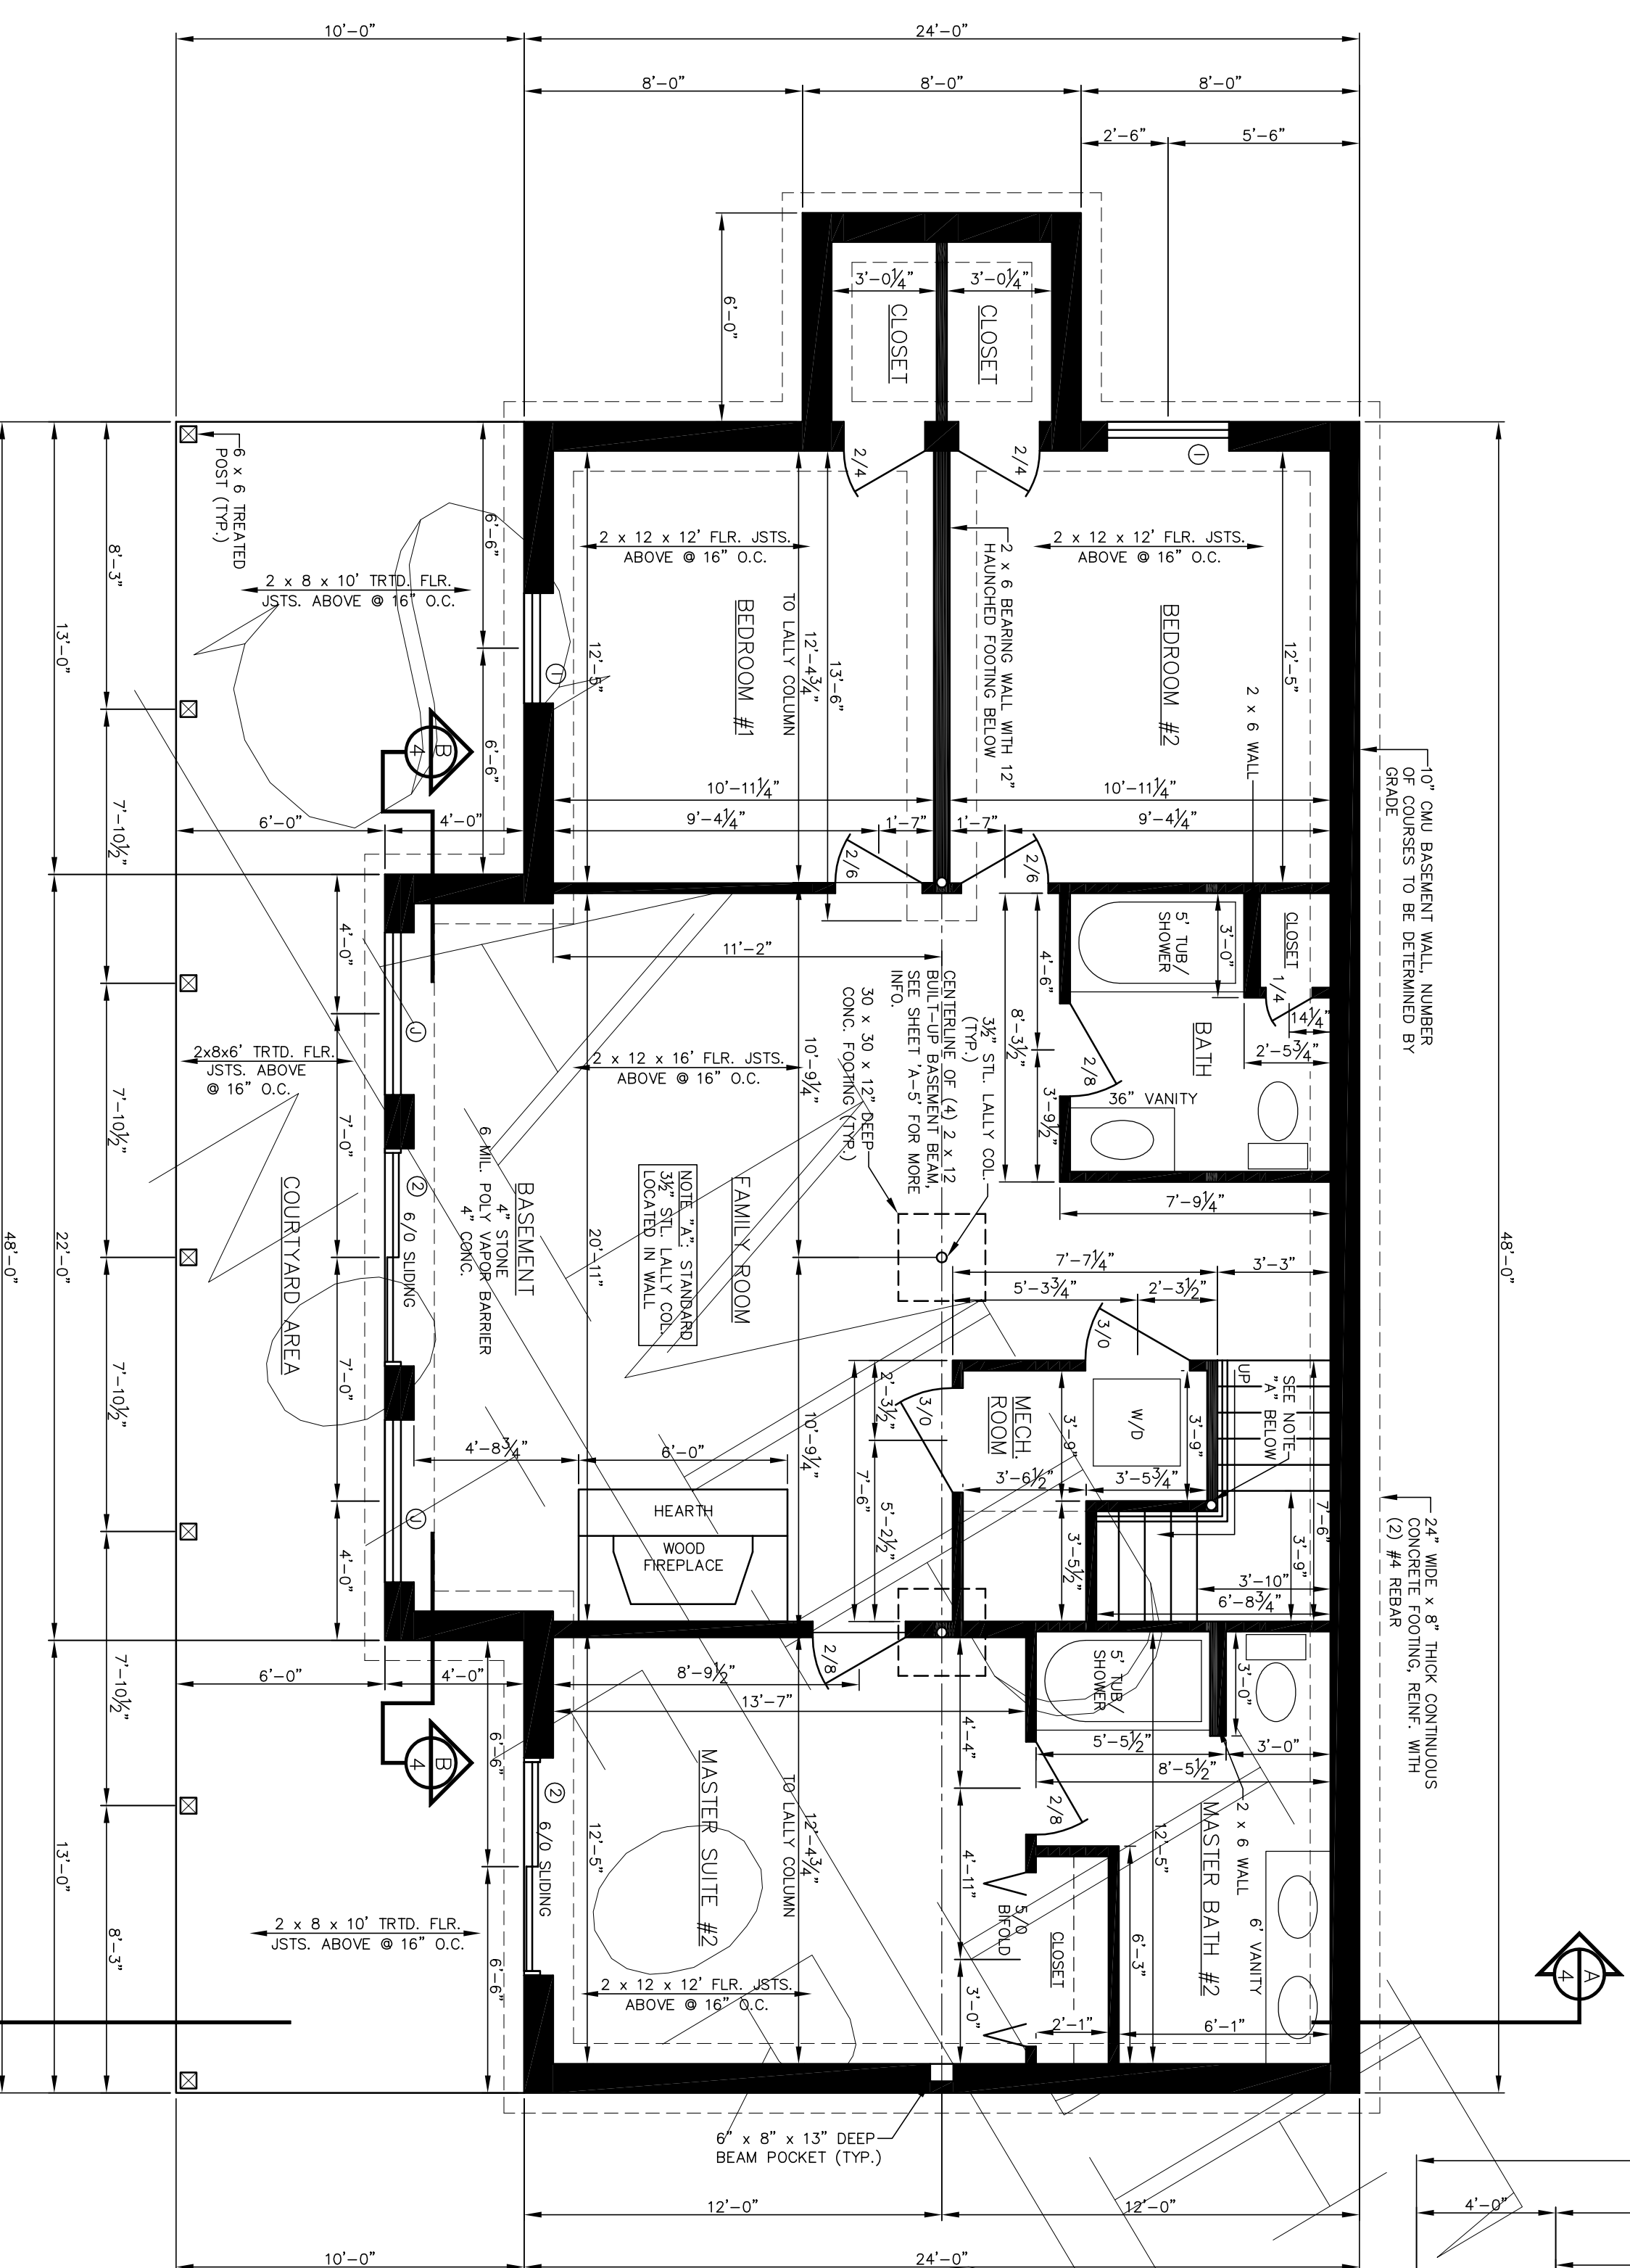 10'-0"
24'-0"
8'-0"
8'-0"
8'-0"
2'-6"
5'-6"
6'-0"
3'-0¼"
3'-0¼"
CLOSET
CLOSET
2/4
2/4
1
6 x 6 TREATED
POST (TYP.)
6'-6"
8'-3"
13'-0"
2 x 8 x 10' TRTD. FLR.
JSTS. ABOVE @ 16" O.C.
2 x 12 x 12' FLR. JSTS.
ABOVE @ 16" O.C.
2 x 12 x 12' FLR. JSTS.
ABOVE @ 16" O.C.
2 x 6 BEARING WALL WITH 12"
HAUNCHED FOOTING BELOW
BEDROOM #1
BEDROOM #2
TO LALLY COLUMN
12'-4¾"
13'-6"
12'-5"
12'-5"
1
2 x 6 WALL
10" CMU BASEMENT WALL, NUMBER
OF COURSES TO BE DETERMINED BY
GRADE
B
4
6'-6"
10'-11¼"
10'-11¼"
9'-4¼"
1'-7"
1'-7"
9'-4¼"
7'-10½"
6'-0"
4'-0"
2/6
2/6
5' TUB/
SHOWER
3'-0"
CLOSET
1/4
14¼"
2'-5¾"
BATH
4'-6"
8'-3½"
3'-9½"
2/8
36" VANITY
7'-9¼"
11'-2"
4'-0"
J
2x8x6' TRTD. FLR.
JSTS. ABOVE
@ 16" O.C.
7'-10½"
7'-0"
2 x 12 x 16' FLR. JSTS.
ABOVE @ 16" O.C.
10'-9¼"
30 x 30 x 12" DEEP
CONC. FOOTING (TYP.)
CENTERLINE OF (4) 2 x 12
BUILT-UP BASEMENT BEAM,
SEE SHEET 'A-5' FOR MORE
INFO.
3½" STL. LALLY COL.
(TYP.)
48'-0"
22'-0"
48'-0"
COURTYARD AREA
2
6/0 SLIDING
BASEMENT
4" STONE
6 MIL. POLY VAPOR BARRIER
4" CONC.
20'-11"
FAMILY ROOM
NOTE "A": STANDARD
3½" STL. LALLY COL.
LOCATED IN WALL
7'-7¼"
3'-3"
5'-3¾"
2'-3½"
3/0
UP
SEE NOTE
"A" BELOW
W/D
MECH.
ROOM
3'-9"
3'-9"
3'-6½"
3'-5¾"
3/0
2'-3½"
7'-6"
5'-2½"
10'-9¼"
7'-10½"
7'-0"
4'-8¾"
6'-0"
HEARTH
WOOD
FIREPLACE
J
4'-0"
3'-5½"
7'-6"
3'-9"
3'-10"
6'-8¾"
24" WIDE x 8" THICK CONTINUOUS
CONCRETE FOOTING, REINF. WITH
(2) #4 REBAR
7'-10½"
6'-0"
4'-0"
8'-9½"
2/8
13'-7"
5' TUB/
SHOWER
3'-0"
5'-5½"
3'-0"
8'-5½"
4'-4"
2/8
B
4
6'-6"
2
6/0 SLIDING
MASTER SUITE #2
TO LALLY COLUMN
12'-4¾"
12'-5"
4'-11"
12'-5"
MASTER BATH #2
2 x 6 WALL
6' VANITY
5/0
BIFOLD
CLOSET
6'-3"
13'-0"
8'-3"
2 x 8 x 10' TRTD. FLR.
JSTS. ABOVE @ 16" O.C.
6'-6"
2 x 12 x 12' FLR. JSTS.
ABOVE @ 16" O.C.
3'-0"
2'-1"
6'-1"
A
4
6" x 8" x 13" DEEP
BEAM POCKET (TYP.)
12'-0"
12'-0"
4'-0"
10'-0"
24'-0"